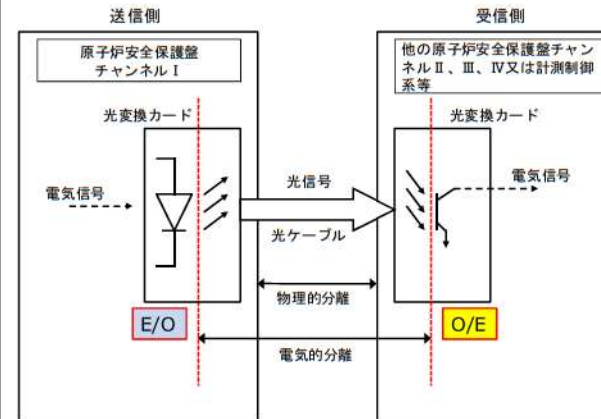 送信側
受信側
原子炉安全保護盤
チャンネルⅠ
他の原子炉安全保護盤チャン
ネルⅡ、Ⅲ、Ⅳ又は計測制御
系等
光変換カード
光変換カード
電気信号
光信号
電気信号
光ケーブル
物理的分離
E/O
O/E
電気的分離